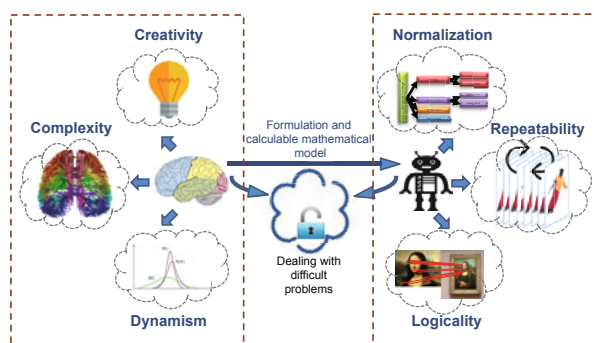 Creativity
Complexity
Dynamism
Formulation and
calculable mathematical
model
Dealing with
difficult
problems
Normalization
Repeatability
Logicality